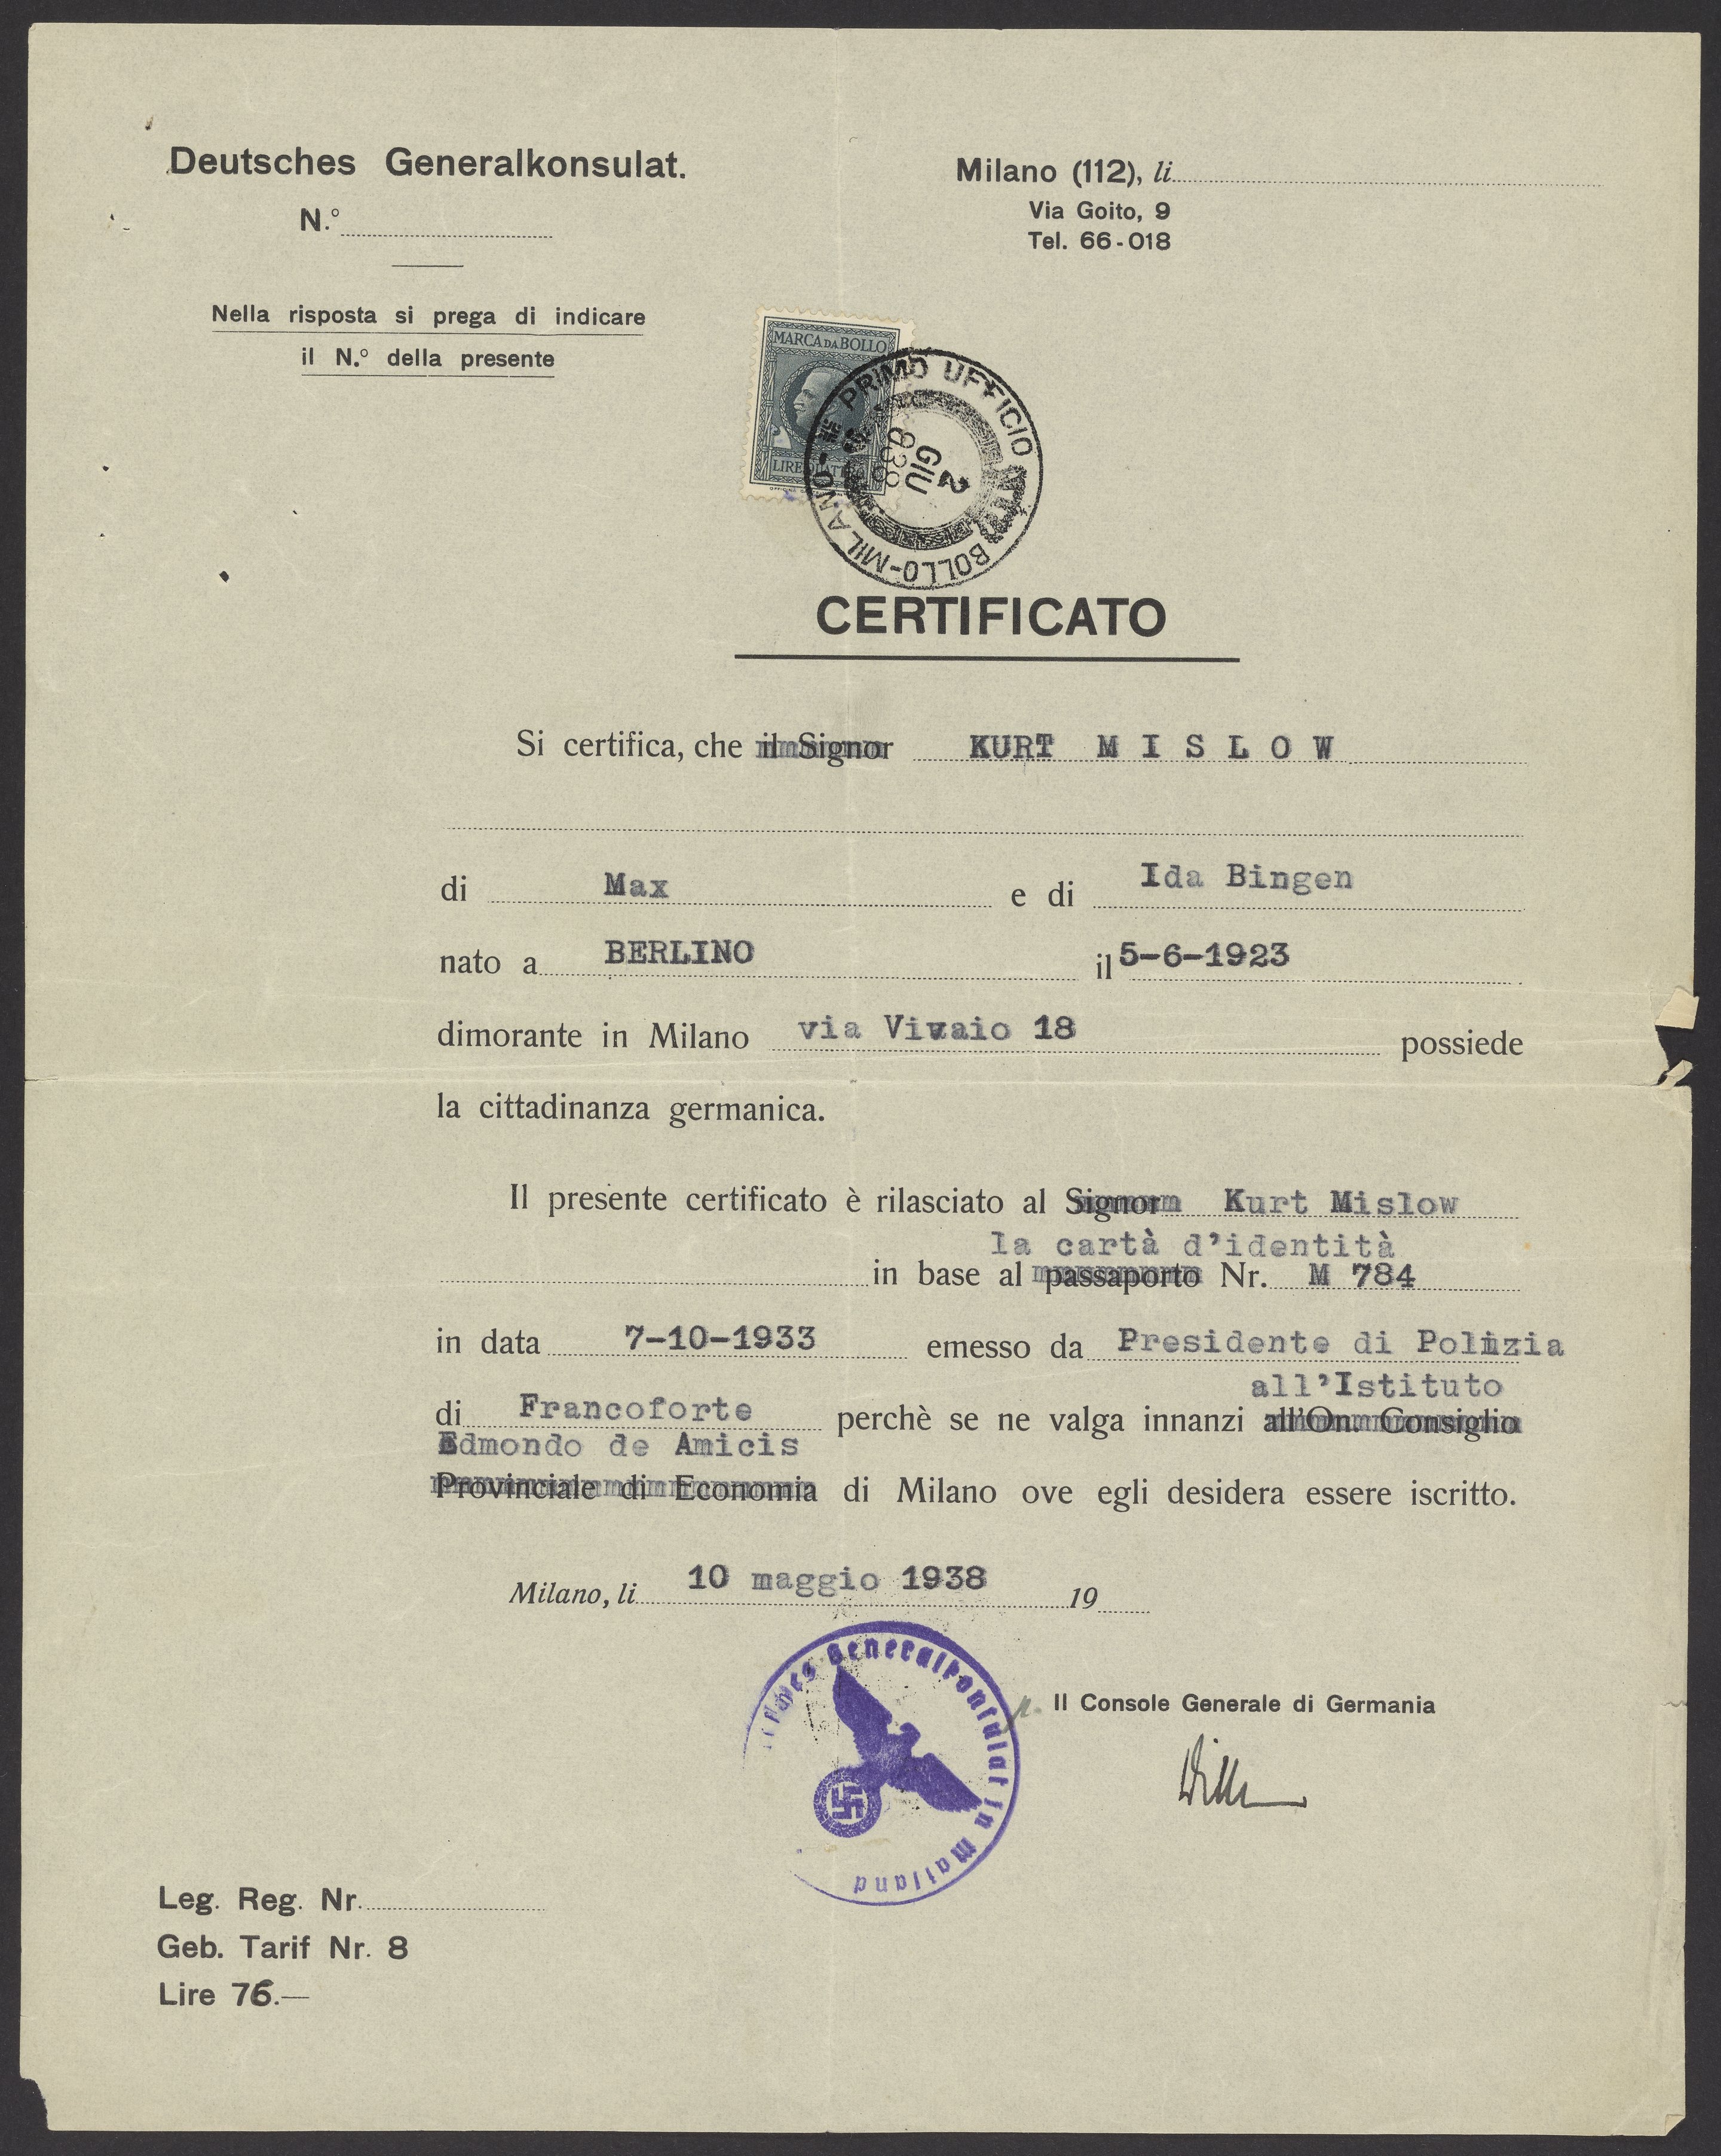 Deutsches Generalkonsulat.
N.º
Nella risposta si prega di indicare
il N.º della presente
Milano (112), li
Via Goito, 9
Tel. 66-018
MARCA DA BOLLO
LIRE QUATTRO
PRIMO UFFICIO BOLLO-MILANO-
2
GIU
938
CERTIFICATO
Si certifica, che il Signor KURT MISLOW
di Max e di Ida Bingen
nato a BERLINO il 5-6-1923
dimorante in Milano via Vivaio 18 possiede
la cittadinanza germanica.
Il presente certificato è rilasciato al Signor Kurt Mislow
la cartà d'identità
in base al passaporto Nr. M 784
in data 7-10-1933 emesso da Presidente di Polizia
all'Istituto
di Francoforte perchè se ne valga innanzi all'On. Consiglio
Edmondo de Amicis
Provinciale di Economia di Milano ove egli desidera essere iscritto.
Milano, li 10 maggio 1938 19
Generalkonsulat in Mailand
Il Console Generale di Germania
Leg. Reg. Nr.
Geb. Tarif Nr. 8
Lire 76.—